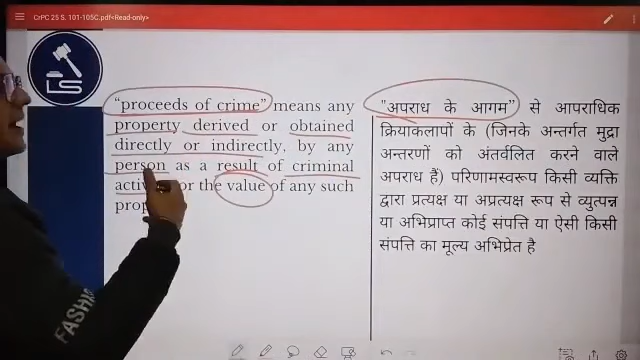 CrPC 25 S. 101-105C.pdf<Read-only>
LS
"proceeds of crime" means any
property derived or obtained
directly or indirectly, by any
person as a result of criminal
or the value of any such
"अपराध के आगम" से आपराधिक
क्रियाकलापों के (जिनके अन्तर्गत मुद्रा
अन्तरणों को अंतर्वलित करने वाले
अपराध हैं) परिणामस्वरूप किसी व्यक्ति
द्वारा प्रत्यक्ष या अप्रत्यक्ष रूप से व्युत्पन्न
या अभिप्राप्त कोई संपत्ति या ऐसी किसी
संपत्ति का मूल्य अभिप्रेत है
FASHI